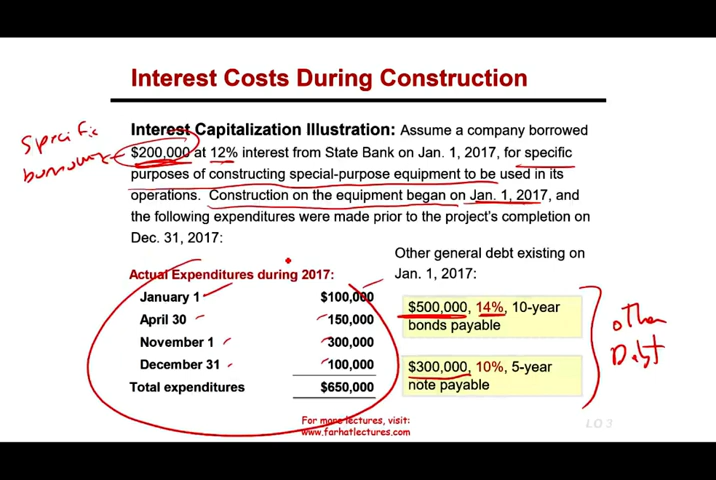 Interest Costs During Construction
Specific
borrowing
Interest Capitalization Illustration: Assume a company borrowed
$200,000 at 12% interest from State Bank on Jan. 1, 2017, for specific
purposes of constructing special-purpose equipment to be used in its
operations. Construction on the equipment began on Jan. 1, 2017, and
the following expenditures were made prior to the project's completion on
Dec. 31, 2017:
Actual Expenditures during 2017:
January 1 $100,000
April 30 150,000
November 1 300,000
December 31 100,000
Total expenditures $650,000
Other general debt existing on
Jan. 1, 2017:
$500,000, 14%, 10-year
bonds payable
$300,000, 10%, 5-year
note payable
other
Debt
For more lectures, visit:
www.farhatlectures.com
LO 3